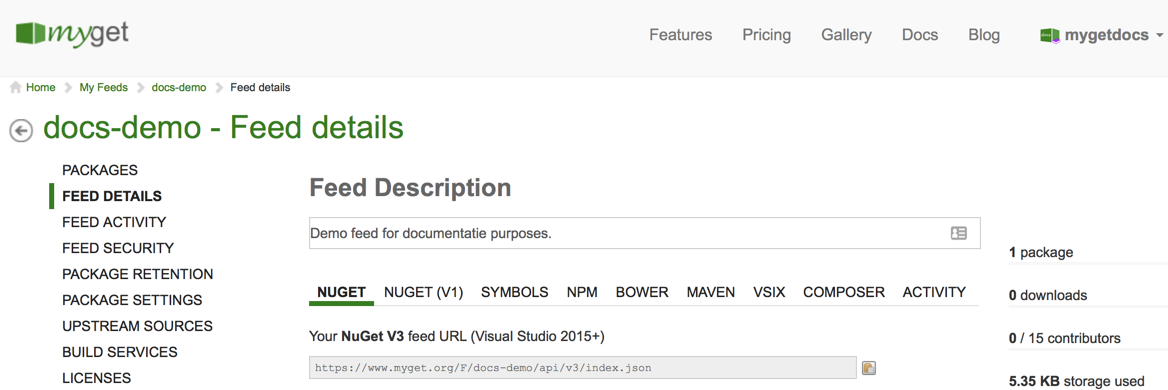 myget
Features Pricing Gallery Docs Blog mygetdocs
Home My Feeds docs-demo Feed details
docs-demo - Feed details
PACKAGES
FEED DETAILS
FEED ACTIVITY
FEED SECURITY
PACKAGE RETENTION
PACKAGE SETTINGS
UPSTREAM SOURCES
BUILD SERVICES
LICENSES
Feed Description
Demo feed for documentatie purposes.
NUGET NUGET (V1) SYMBOLS NPM BOWER MAVEN VSIX COMPOSER ACTIVITY
Your NuGet V3 feed URL (Visual Studio 2015+)
https://www.myget.org/F/docs-demo/api/v3/index.json
1 package
0 downloads
0 / 15 contributors
5.35 KB storage used